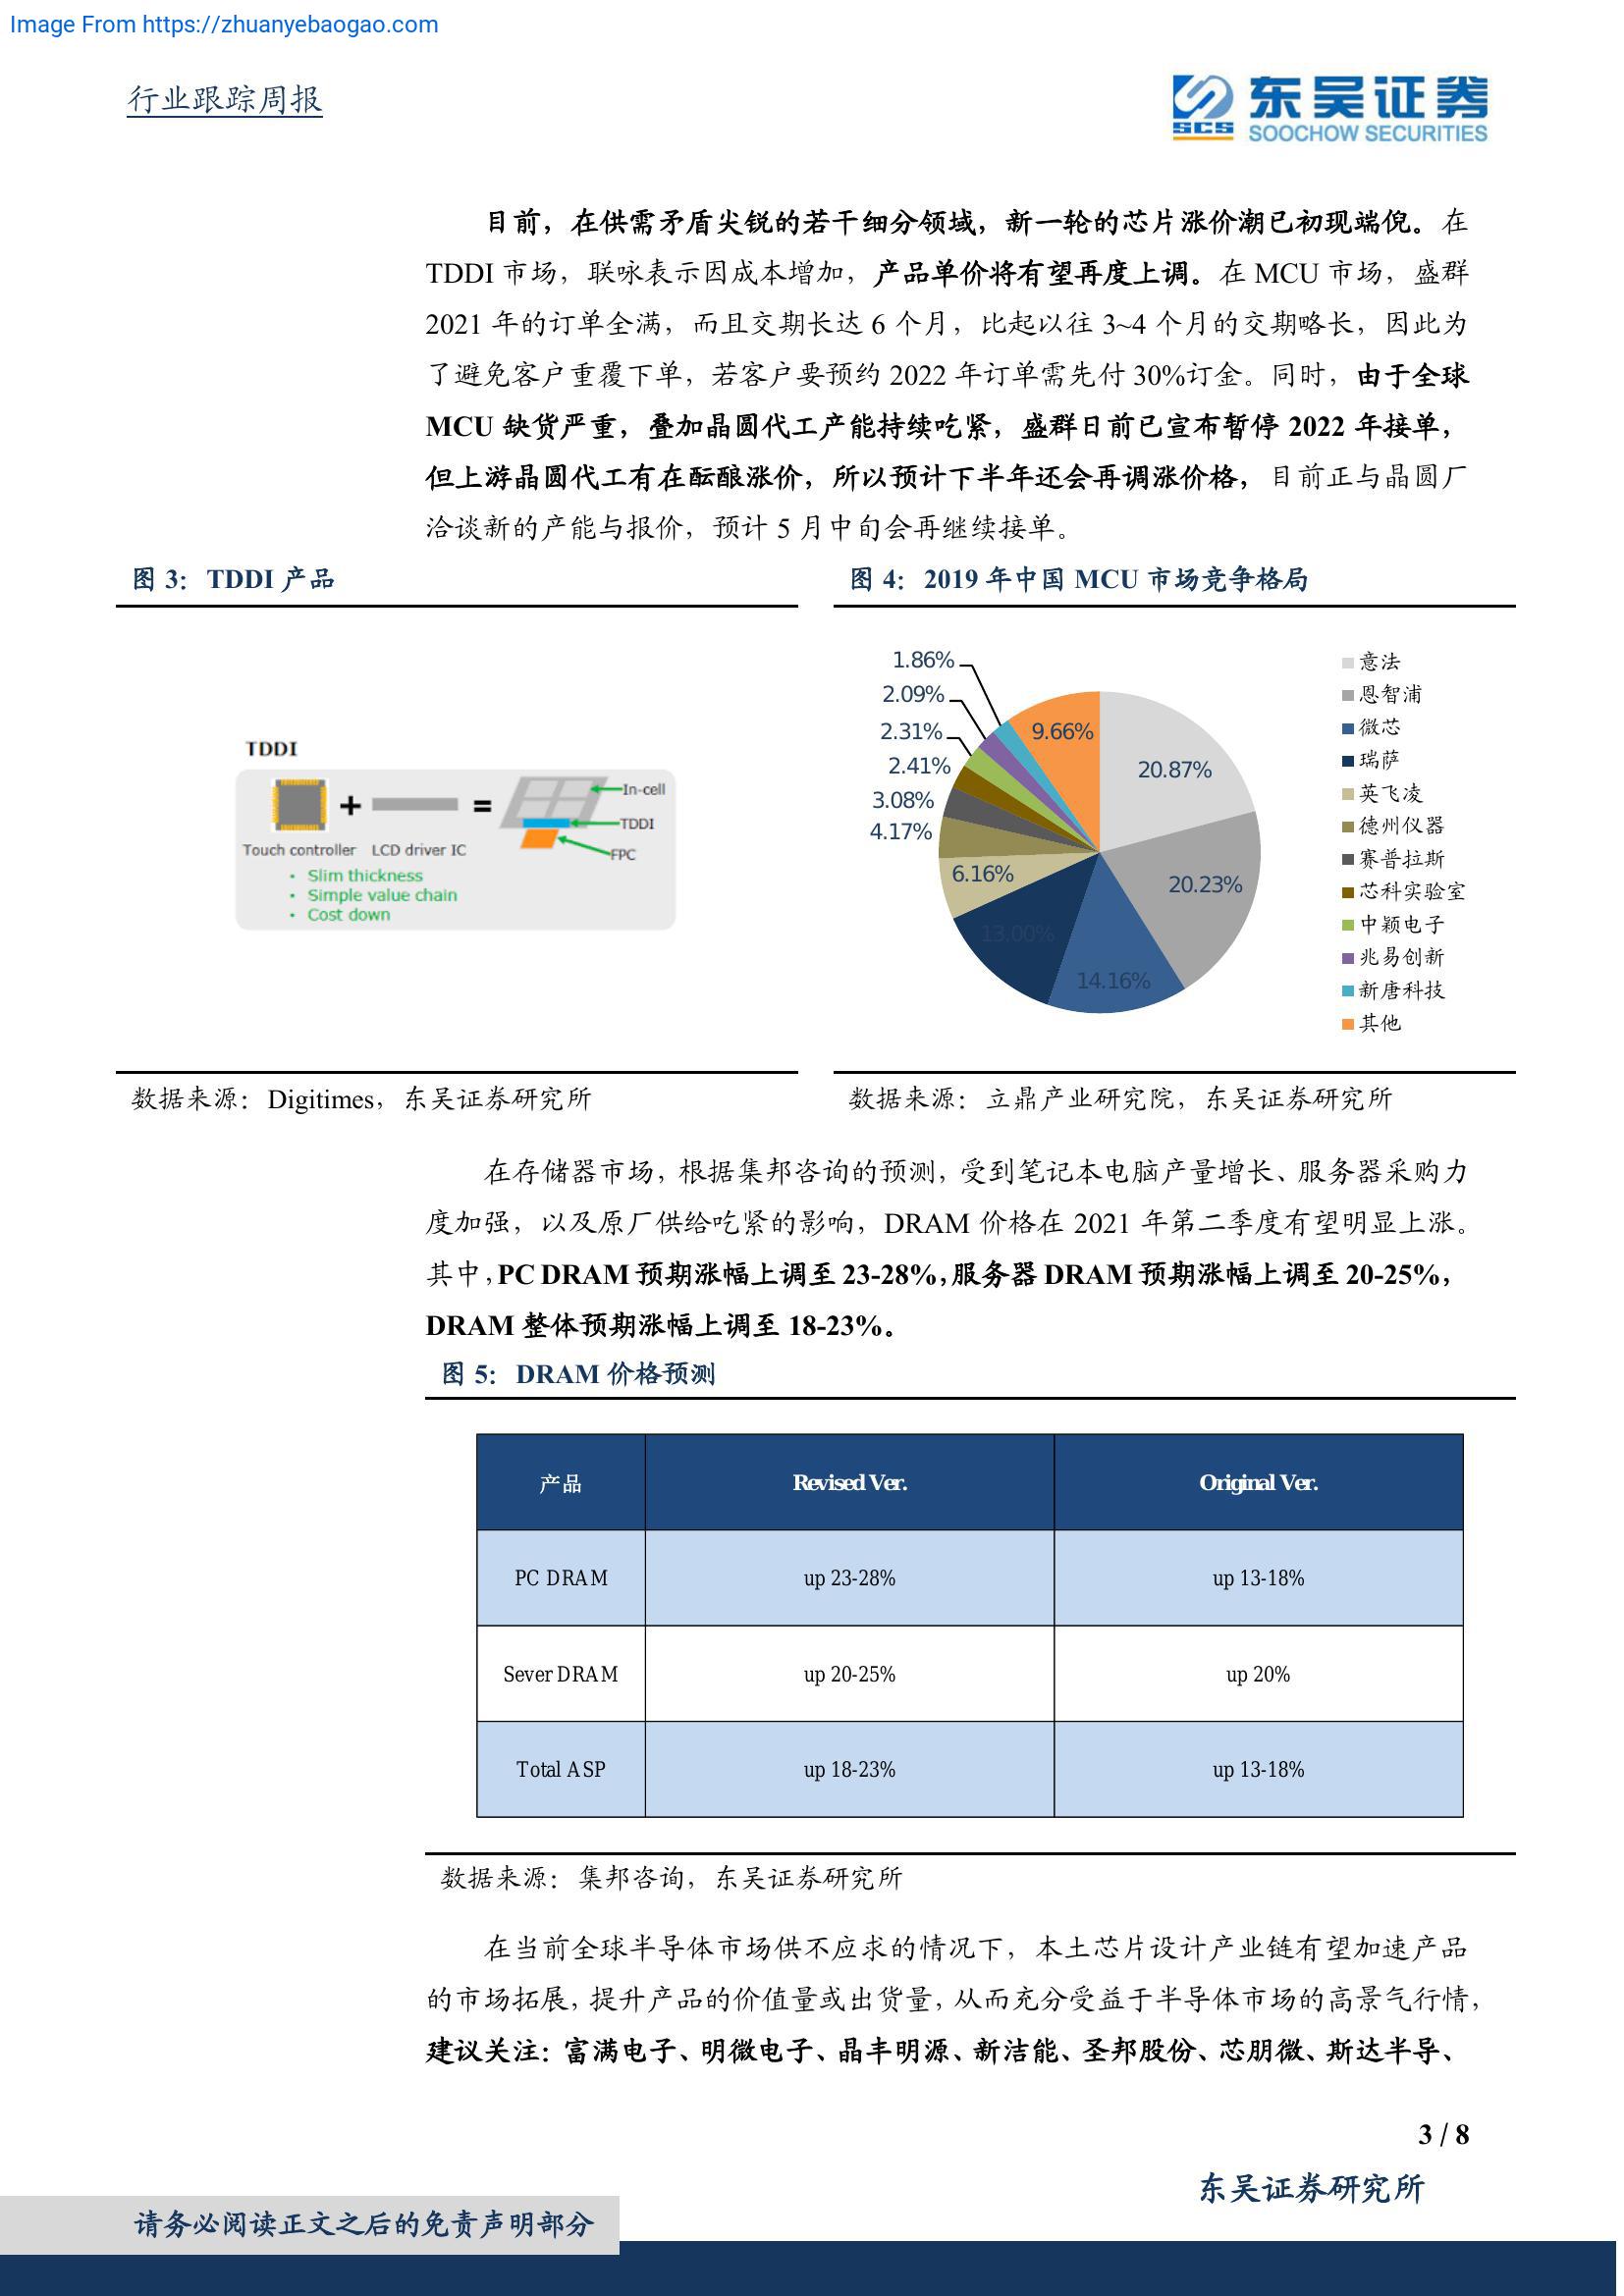 Image From https://zhuanyebaogao.com
行业跟踪周报
SCS
东吴证券
SOOCHOW SECURITIES
目前，在供需矛盾尖锐的若干细分领域，新一轮的芯片涨价潮已初现端倪。在
TDDI 市场，联咏表示因成本增加，产品单价将有望再度上调。在 MCU 市场，盛群
2021 年的订单全满，而且交期长达 6 个月，比起以往 3~4 个月的交期略长，因此为
了避免客户重覆下单，若客户要预约 2022 年订单需先付 30%订金。同时，由于全球
MCU 缺货严重，叠加晶圆代工产能持续吃紧，盛群日前已宣布暂停 2022 年接单，
但上游晶圆代工有在酝酿涨价，所以预计下半年还会再调涨价格，目前正与晶圆厂
洽谈新的产能与报价，预计 5 月中旬会再继续接单。
图 3： TDDI 产品
TDDI
+
=
In-cell
TDDI
FPC
Touch controller
LCD driver IC
• Slim thickness
• Simple value chain
• Cost down
数据来源：Digitimes，东吴证券研究所
图 4： 2019 年中国 MCU 市场竞争格局
1.86%
2.09%
2.31%
2.41%
3.08%
4.17%
6.16%
13.00%
14.16%
20.23%
20.87%
9.66%
意法
恩智浦
微芯
瑞萨
英飞凌
德州仪器
赛普拉斯
芯科实验室
中颖电子
兆易创新
新唐科技
其他
数据来源：立鼎产业研究院，东吴证券研究所
在存储器市场，根据集邦咨询的预测，受到笔记本电脑产量增长、服务器采购力
度加强，以及原厂供给吃紧的影响，DRAM 价格在 2021 年第二季度有望明显上涨。
其中，PC DRAM 预期涨幅上调至 23-28%，服务器 DRAM 预期涨幅上调至 20-25%，
DRAM 整体预期涨幅上调至 18-23%。
图 5： DRAM 价格预测
产品 Revised Ver. Original Ver.
PC DRAM up 23-28% up 13-18%
Sever DRAM up 20-25% up 20%
Total ASP up 18-23% up 13-18%
数据来源：集邦咨询，东吴证券研究所
在当前全球半导体市场供不应求的情况下，本土芯片设计产业链有望加速产品
的市场拓展，提升产品的价值量或出货量，从而充分受益于半导体市场的高景气行情，
建议关注：富满电子、明微电子、晶丰明源、新洁能、圣邦股份、芯朋微、斯达半导、
3 / 8
东吴证券研究所
请务必阅读正文之后的免责声明部分